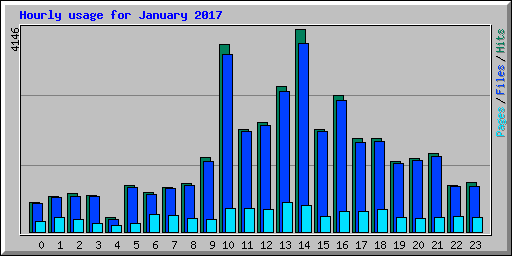 Hourly usage for January 2017
4146
Pages/Files/Hits
0 1 2 3 4 5 6 7 8 9 10 11 12 13 14 15 16 17 18 19 20 21 22 23